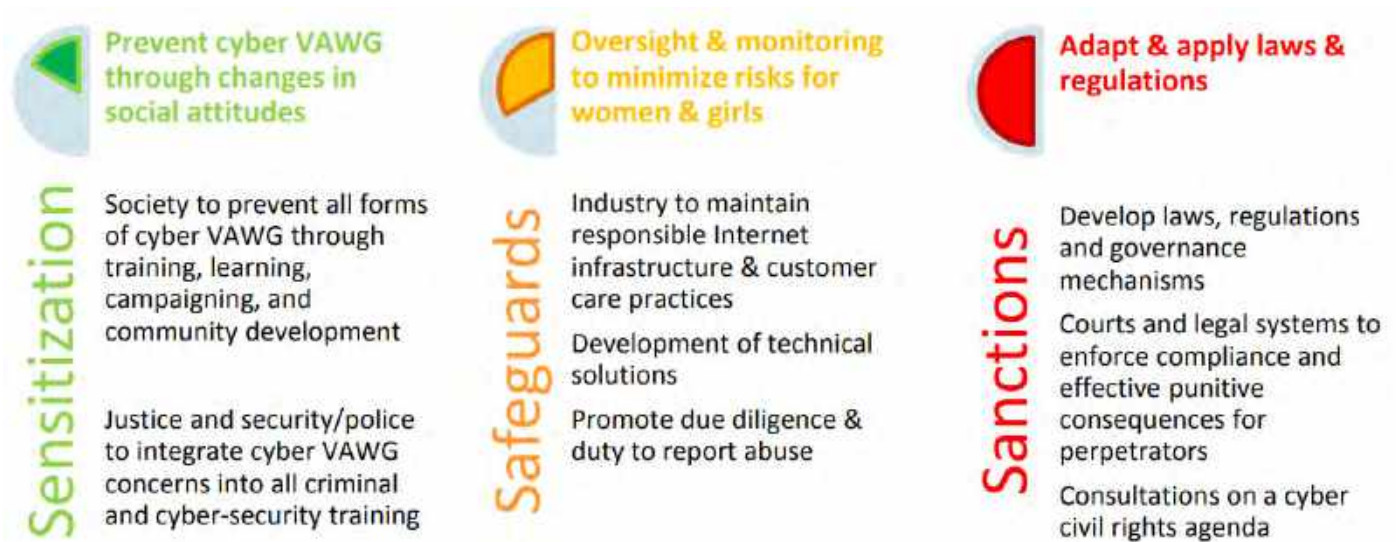 Prevent cyber VAWG
through changes in
social attitudes
Sensitization
Society to prevent all forms
of cyber VAWG through
training, learning,
campaigning, and
community development
Justice and security/police
to integrate cyber VAWG
concerns into all criminal
and cyber-security training
Oversight & monitoring
to minimize risks for
women & girls
Safeguards
Industry to maintain
responsible Internet
infrastructure & customer
care practices
Development of technical
solutions
Promote due diligence &
duty to report abuse
Adapt & apply laws &
regulations
Sanctions
Develop laws, regulations
and governance
mechanisms
Courts and legal systems to
enforce compliance and
effective punitive
consequences for
perpetrators
Consultations on a cyber
civil rights agenda